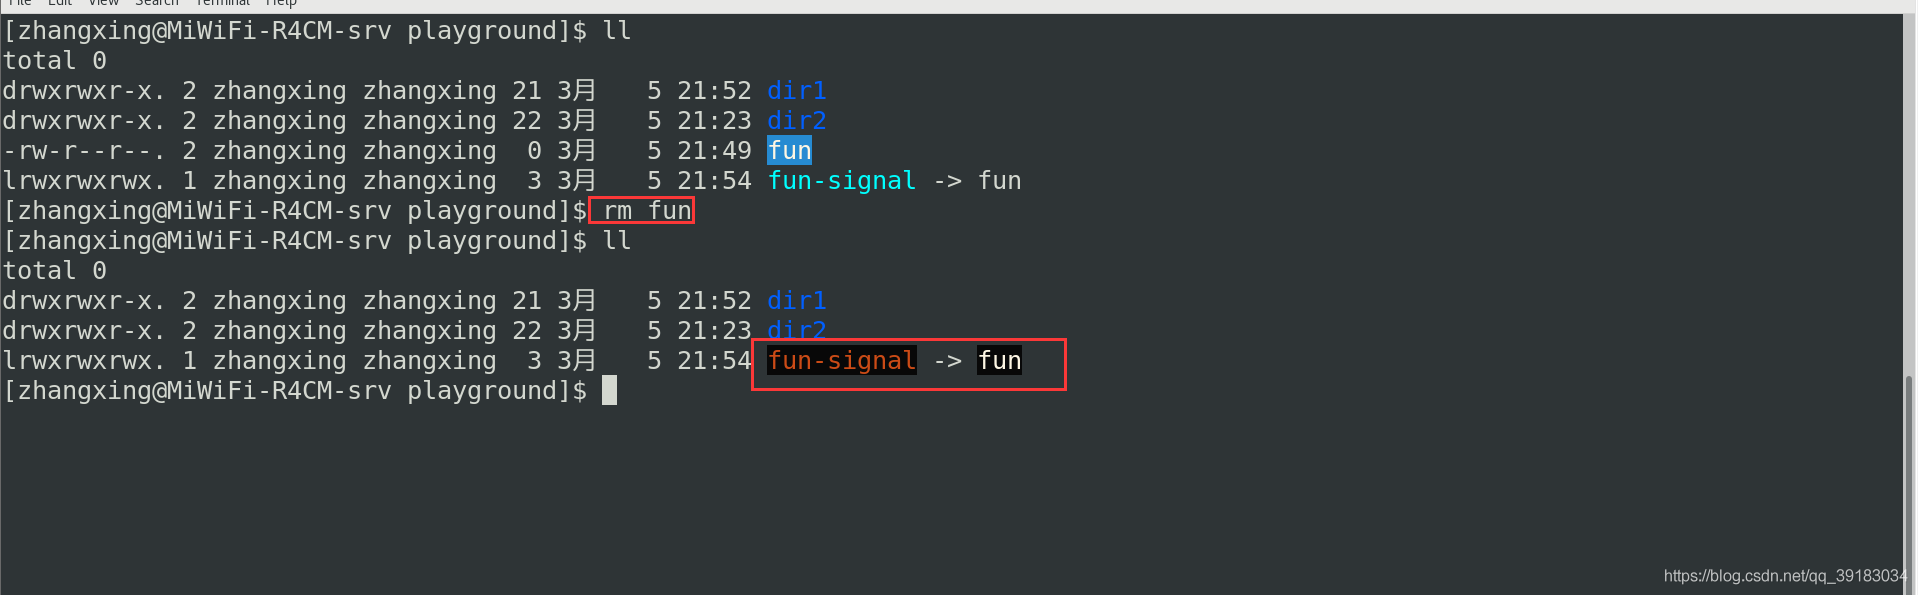 File Edit View Search Terminal Help
[zhangxing@MiWiFi-R4CM-srv playground]$ ll
total 0
drwxrwxr-x. 2 zhangxing zhangxing 21 3月   5 21:52 dir1
drwxrwxr-x. 2 zhangxing zhangxing 22 3月   5 21:23 dir2
-rw-r--r--. 2 zhangxing zhangxing  0 3月   5 21:49 fun
lrwxrwxrwx. 1 zhangxing zhangxing  3 3月   5 21:54 fun-signal -> fun
[zhangxing@MiWiFi-R4CM-srv playground]$ rm fun
[zhangxing@MiWiFi-R4CM-srv playground]$ ll
total 0
drwxrwxr-x. 2 zhangxing zhangxing 21 3月   5 21:52 dir1
drwxrwxr-x. 2 zhangxing zhangxing 22 3月   5 21:23 dir2
lrwxrwxrwx. 1 zhangxing zhangxing  3 3月   5 21:54 fun-signal -> fun
[zhangxing@MiWiFi-R4CM-srv playground]$
https://blog.csdn.net/qq_39183034